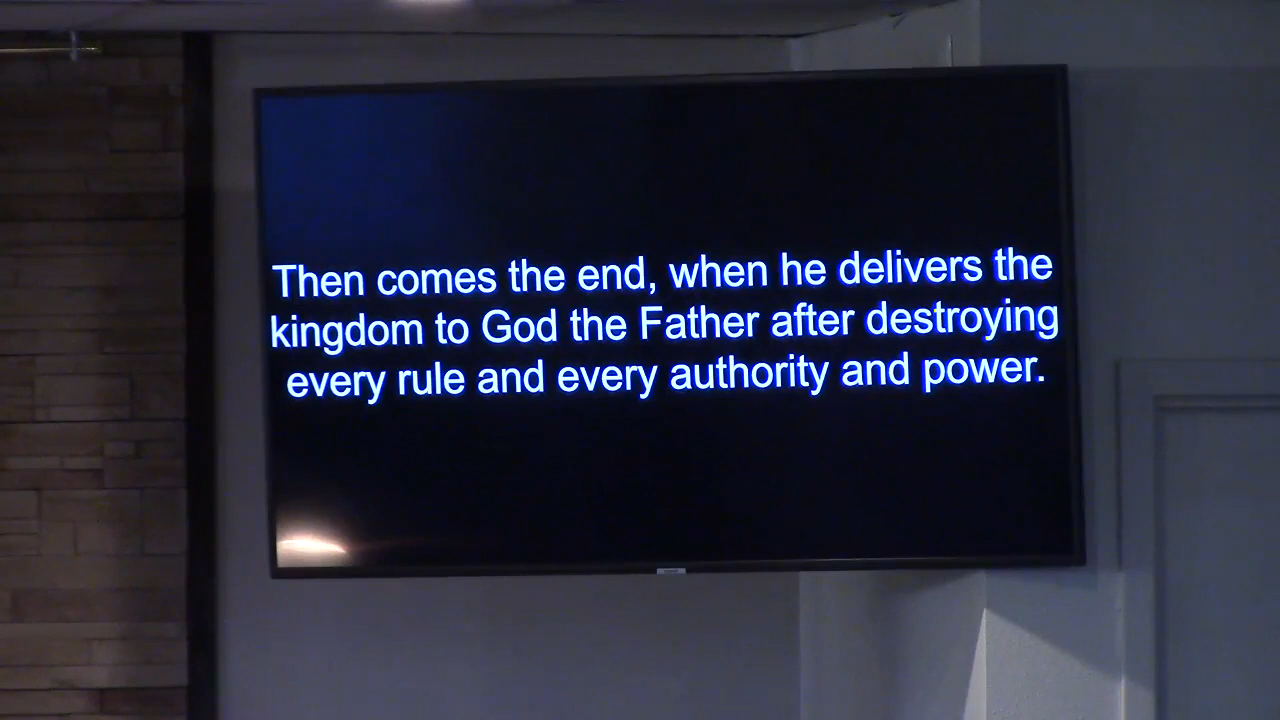 Then comes the end, when he delivers the
kingdom to God the Father after destroying
every rule and every authority and power.